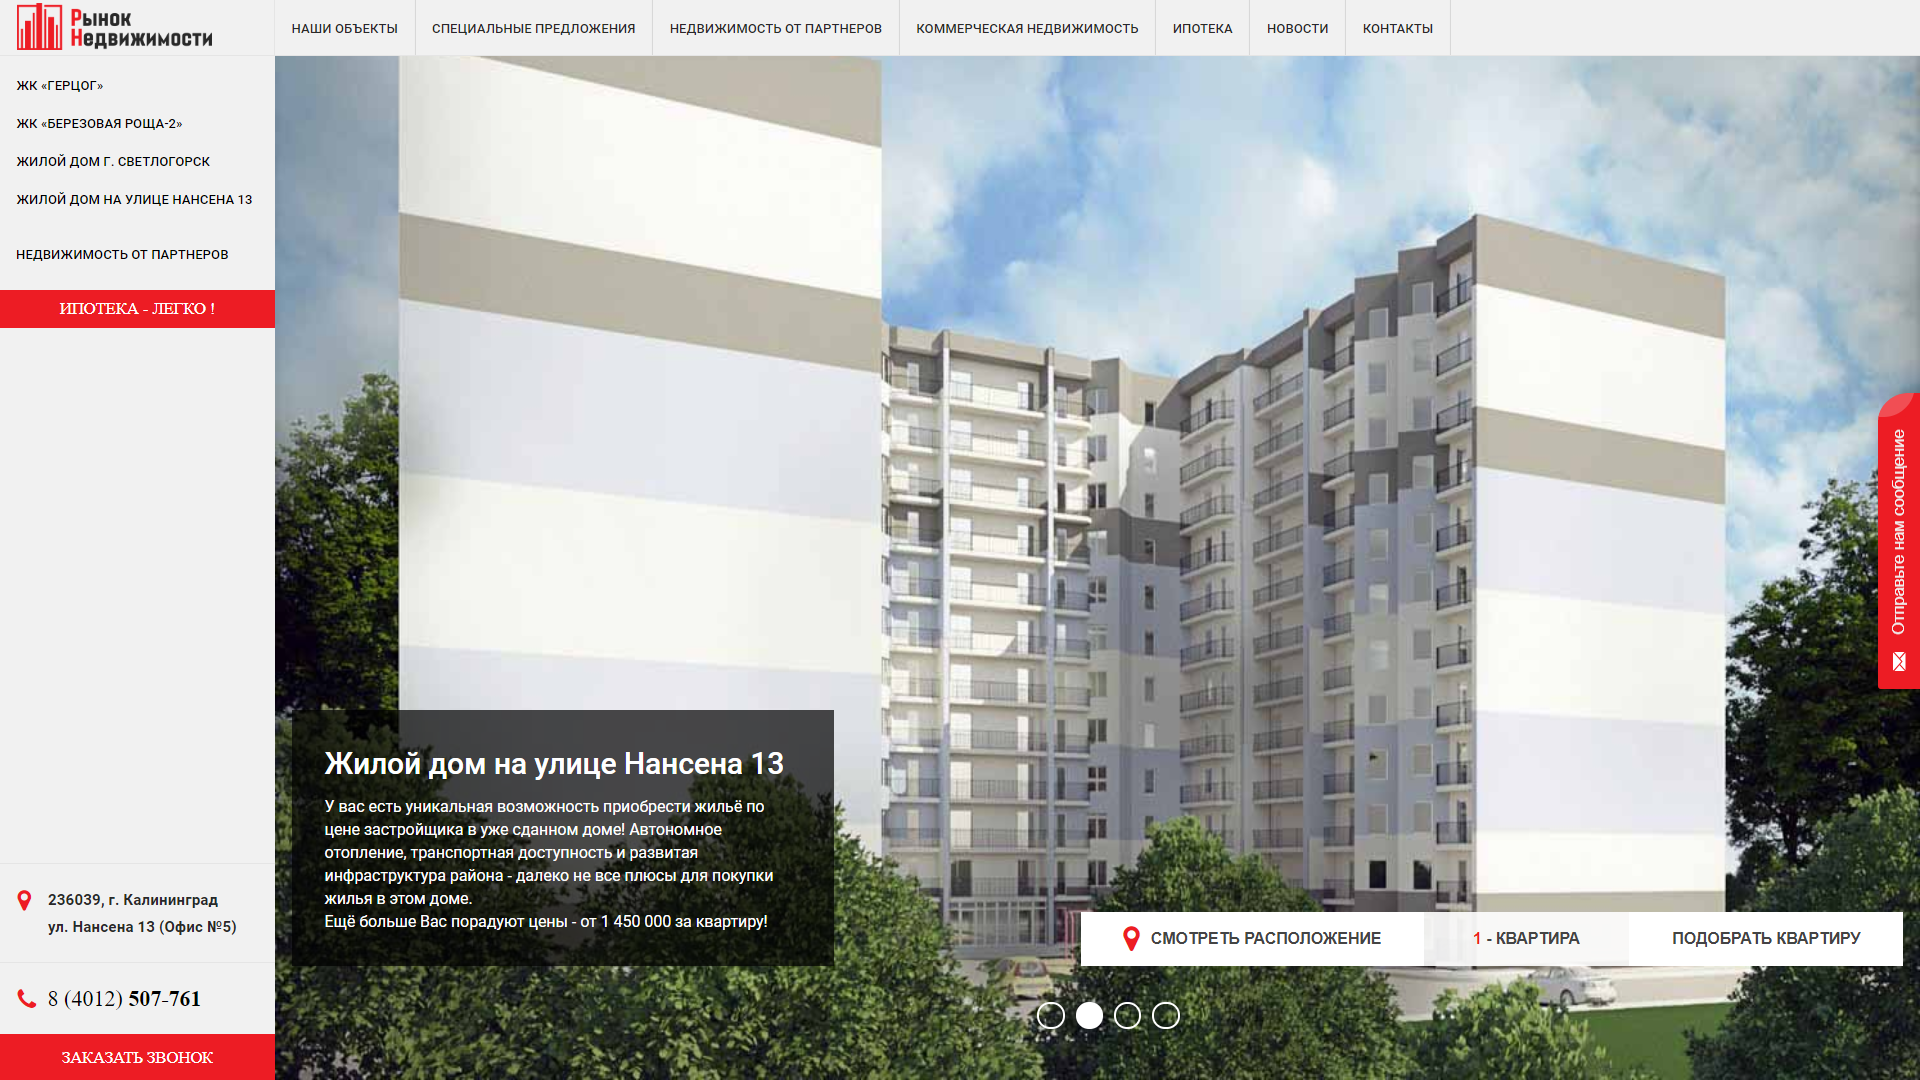 Рынок
Недвижимости
НАШИ ОБЪЕКТЫ
СПЕЦИАЛЬНЫЕ ПРЕДЛОЖЕНИЯ
НЕДВИЖИМОСТЬ ОТ ПАРТНЕРОВ
КОММЕРЧЕСКАЯ НЕДВИЖИМОСТЬ
ИПОТЕКА
НОВОСТИ
КОНТАКТЫ
ЖК «ГЕРЦОГ»
ЖК «БЕРЕЗОВАЯ РОЩА-2»
ЖИЛОЙ ДОМ Г. СВЕТЛОГОРСК
ЖИЛОЙ ДОМ НА УЛИЦЕ НАНСЕНА 13
НЕДВИЖИМОСТЬ ОТ ПАРТНЕРОВ
ИПОТЕКА - ЛЕГКО !
236039, г. Калининград
ул. Нансена 13 (Офис №5)
8 (4012) 507-761
ЗАКАЗАТЬ ЗВОНОК
Жилой дом на улице Нансена 13
У вас есть уникальная возможность приобрести жильё по
цене застройщика в уже сданном доме! Автономное
отопление, транспортная доступность и развитая
инфраструктура района - далеко не все плюсы для покупки
жилья в этом доме.
Ещё больше Вас порадуют цены - от 1 450 000 за квартиру!
СМОТРЕТЬ РАСПОЛОЖЕНИЕ
1 - КВАРТИРА
ПОДОБРАТЬ КВАРТИРУ
Отправьте нам сообщение